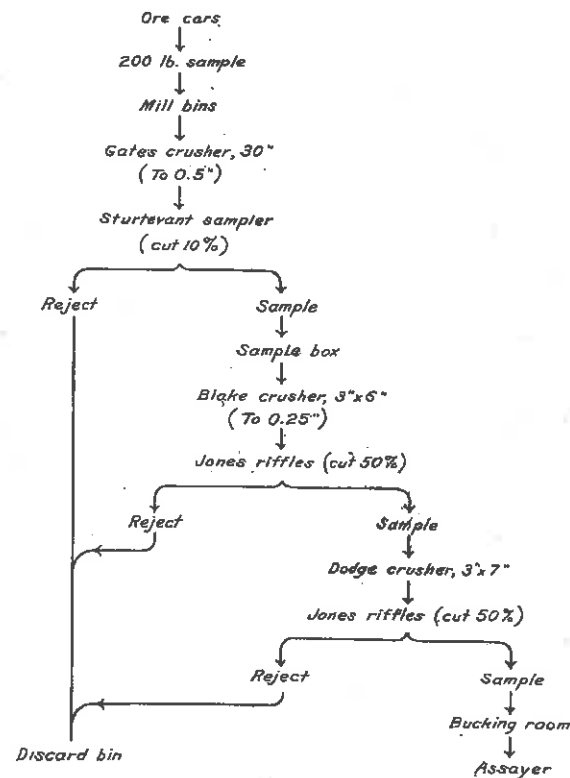 Ore cars
200 lb. sample
Mill bins
Gates crusher, 30"
(To 0.5")
Sturtevant sampler
(cut 10%)
Reject
Sample
Sample box
Blake crusher, 3"x6"
(To 0.25")
Jones riffles (cut 50%)
Reject
Sample
Dodge crusher, 3"x7"
Jones riffles (cut 50%)
Reject
Sample
Bucking room
Discard bin
Assayer